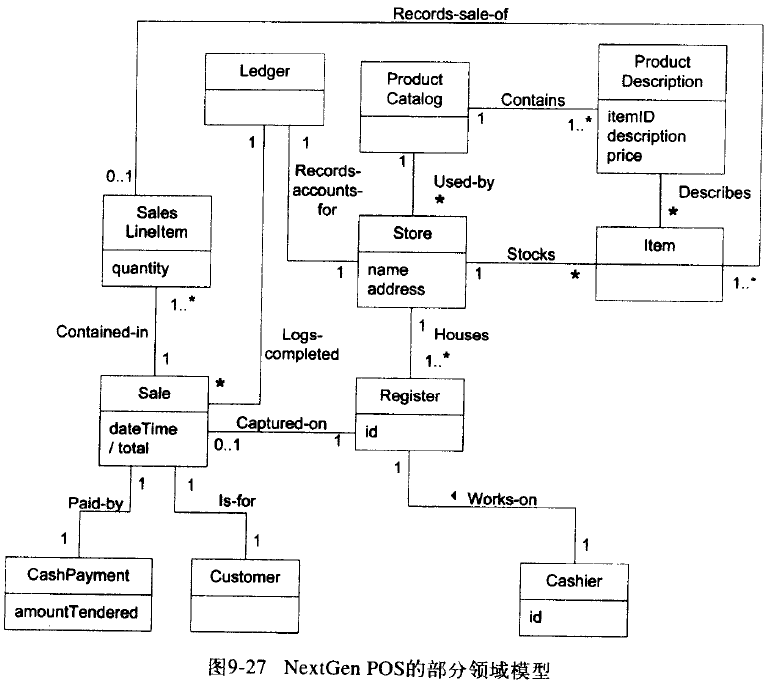 Records-sale-of
Ledger
Product
Catalog
Product
Description
itemID
description
price
Contains
1
1..*
1
1
1
0..1
Records-
accounts-
for
Used-by
*
Describes
*
Sales
LineItem
quantity
Store
name
address
Stocks
1
1
*
Item
1..*
1..*
Contained-in
1
Logs-
completed
1
Houses
1..*
Sale
dateTime
/ total
*
Captured-on
0..1
1
Register
id
Paid-by
1
1
Is-for
1
Works-on
1
1
1
CashPayment
amountTendered
Customer
Cashier
id
图9-27 NextGen POS的部分领域模型